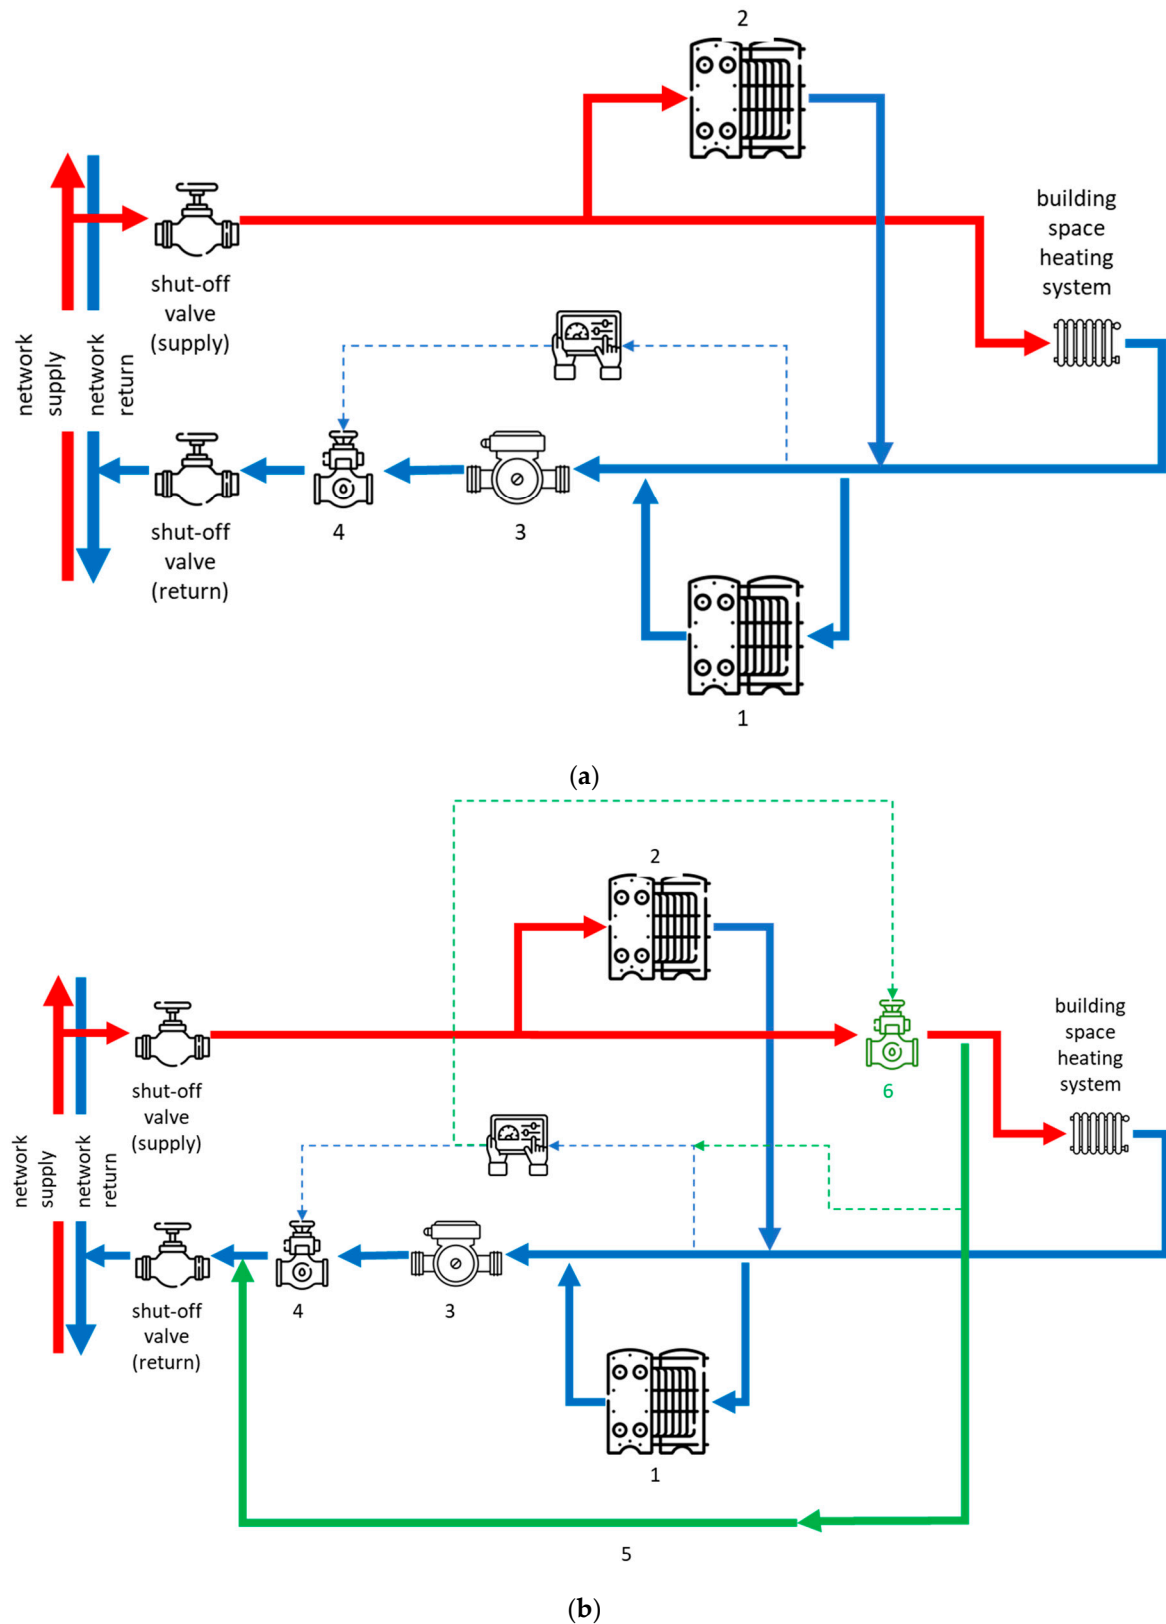 2
building
space
heating
system
shut-off
valve
(supply)
network
supply
network
return
4
3
shut-off
valve
(return)
1
(a)
2
building
space
heating
system
6
shut-off
valve
(supply)
network
supply
network
return
4
3
shut-off
valve
(return)
1
5
(b)